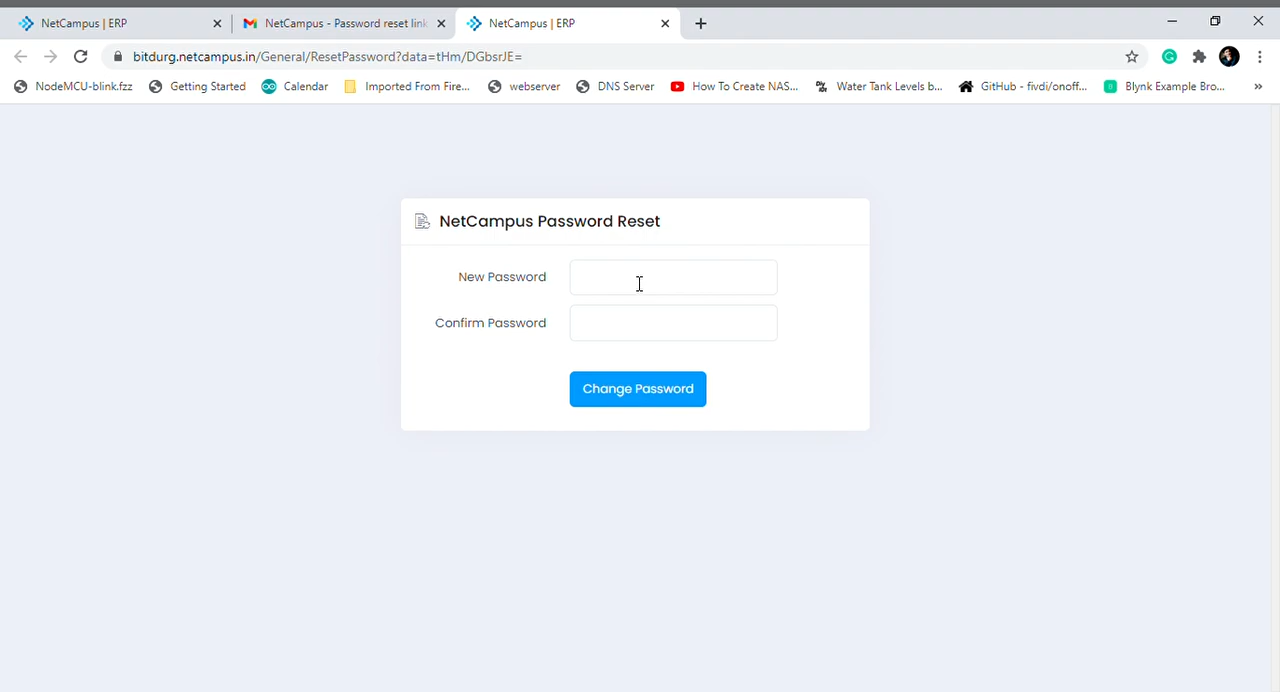 NetCampus | ERP
NetCampus - Password reset link
NetCampus | ERP
bitdurg.netcampus.in/General/ResetPassword?data=tHm/DGbsrJE=
NodeMCU-blink.fzz
Getting Started
Calendar
Imported From Fire...
webserver
DNS Server
How To Create NAS...
Water Tank Levels b...
GitHub - fivdi/onoff...
Blynk Example Bro...
»
NetCampus Password Reset
New Password
Confirm Password
Change Password